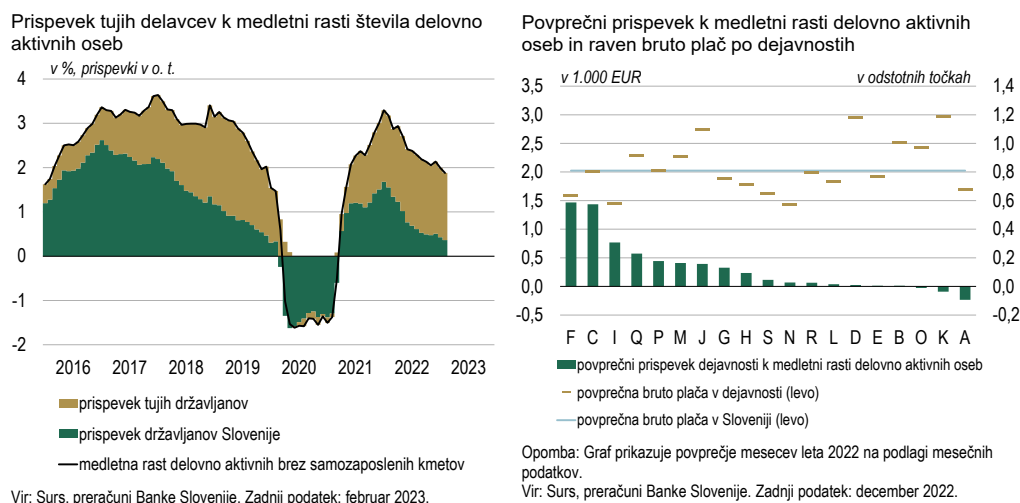 Prispevek tujih delavcev k medletni rasti števila delovno
aktivnih oseb
v %, prispevki v o. t.
4
3
2
1
0
-1
-2
2016 2017 2018 2019 2020 2021 2022 2023
prispevek tujih državljanov
prispevek državljanov Slovenije
medletna rast delovno aktivnih brez samozaposlenih kmetov
Vir: Surs, preračuni Banke Slovenije. Zadnji podatek: februar 2023.
Povprečni prispevek k medletni rasti delovno aktivnih
oseb in raven bruto plač po dejavnostih
v 1.000 EUR
v odstotnih točkah
3,5
3,0
2,5
2,0
1,5
1,0
0,5
0,0
-0,5
1,4
1,2
1,0
0,8
0,6
0,4
0,2
0,0
-0,2
F C I Q P M J G H S N R L D E B O K A
povprečni prispevek dejavnosti k medletni rasti delovno aktivnih oseb
povprečna bruto plača v dejavnosti (levo)
povprečna bruto plača v Sloveniji (levo)
Opomba: Graf prikazuje povprečje mesecev leta 2022 na podlagi mesečnih
podatkov.
Vir: Surs, preračuni Banke Slovenije. Zadnji podatek: december 2022.